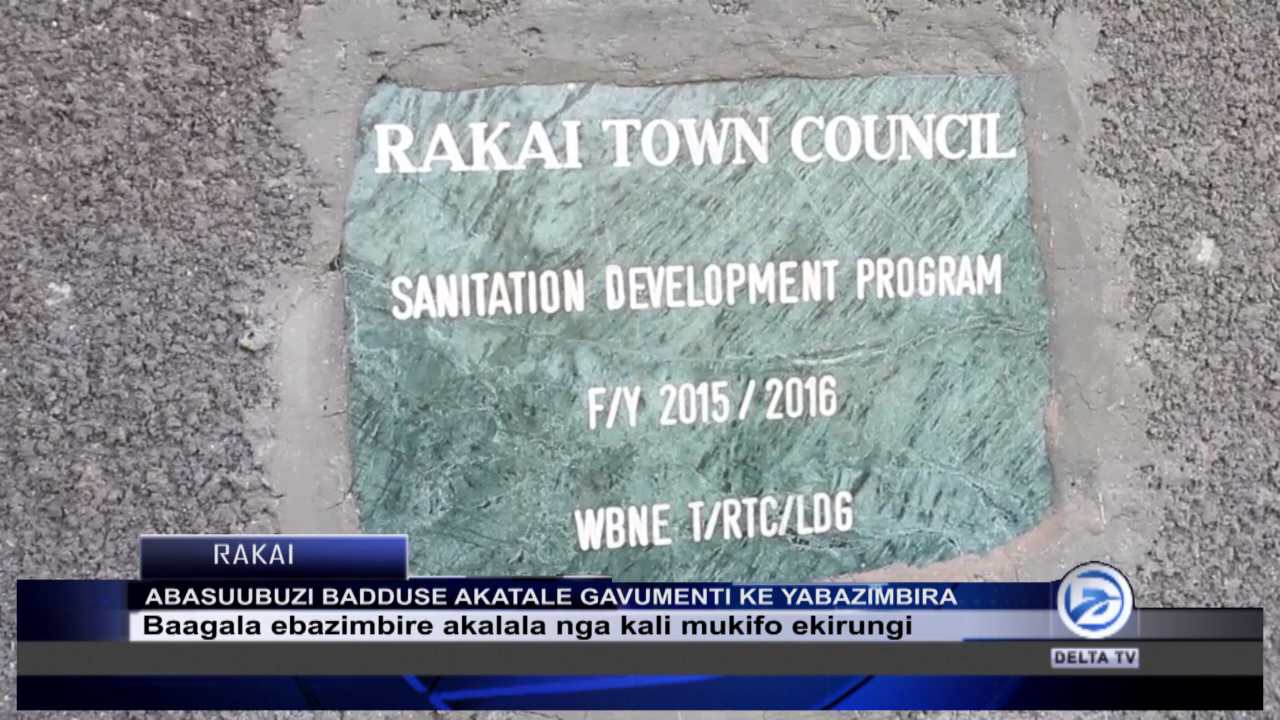 RAKAI TOWN COUNCIL
SANITATION DEVELOPMENT PROGRAM
F/Y 2015/2016
WBNE T/RTC/LDG
RAKAI
ABASUUBUZI BADDUSE AKATALE GAVUMENTI KE YABAZIMBIRA
Baagala ebazimbire akalala nga kali mukifo ekirungi
DELTA TV